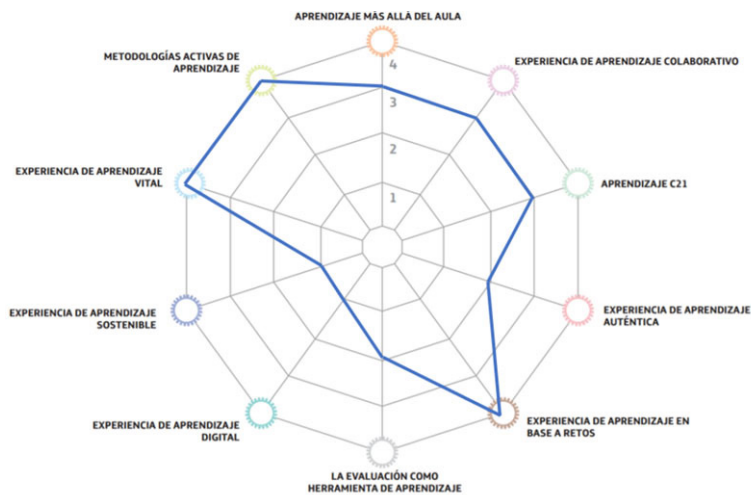 APRENDIZAJE MÁS ALLÁ DEL AULA
METODOLOGÍAS ACTIVAS DE
APRENDIZAJE
EXPERIENCIA DE APRENDIZAJE COLABORATIVO
4
3
2
1
EXPERIENCIA DE APRENDIZAJE
VITAL
APRENDIZAJE C21
EXPERIENCIA DE APRENDIZAJE
SOSTENIBLE
EXPERIENCIA DE APRENDIZAJE
AUTÉNTICA
EXPERIENCIA DE APRENDIZAJE
DIGITAL
EXPERIENCIA DE APRENDIZAJE EN
BASE A RETOS
LA EVALUACIÓN COMO
HERRAMIENTA DE APRENDIZAJE